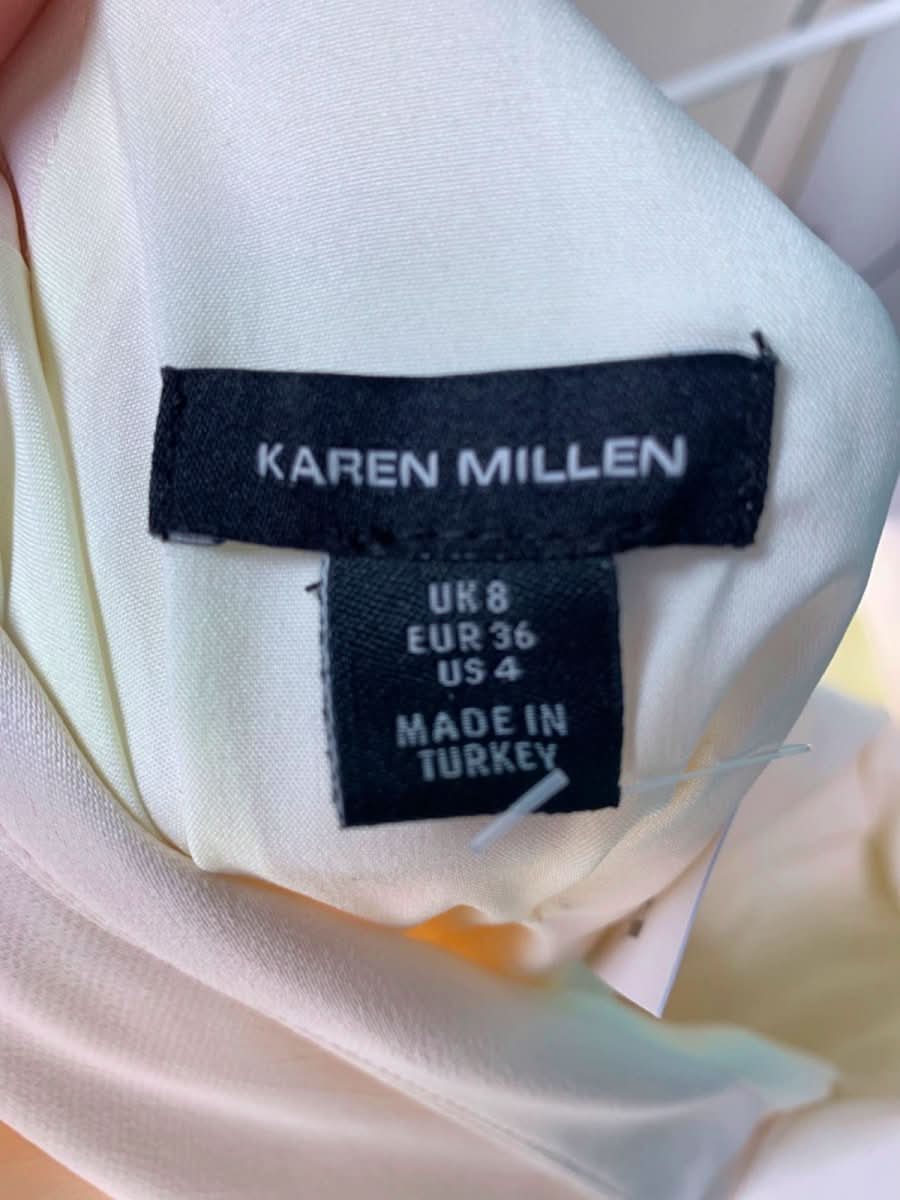 KAREN MILLEN
UK 8
EUR 36
US 4
MADE IN
TURKEY